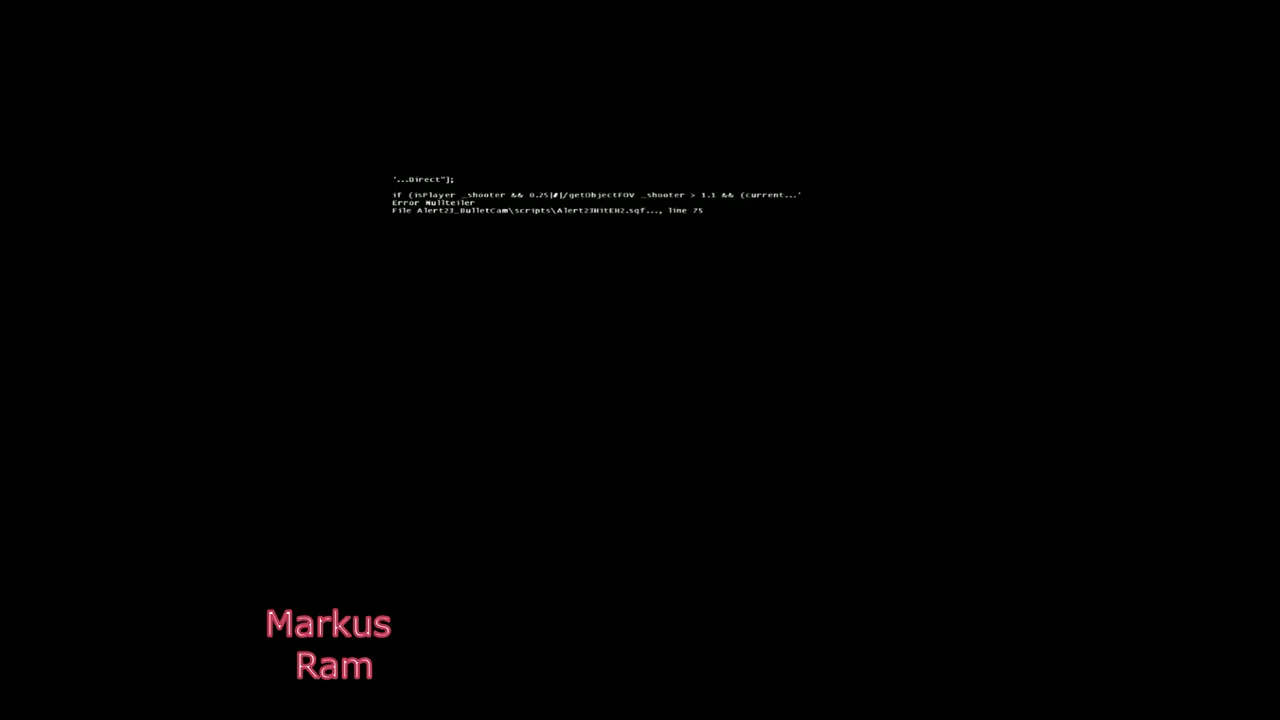 '...Direct"];
if (isPlayer _shooter && 0.25|#|/getObjectFOV _shooter > 1.1 && (current...'
Error Nullteiler
File Alert23_BulletCam\scripts\Alert23HitEH2.sqf..., line 75
Markus
Ram